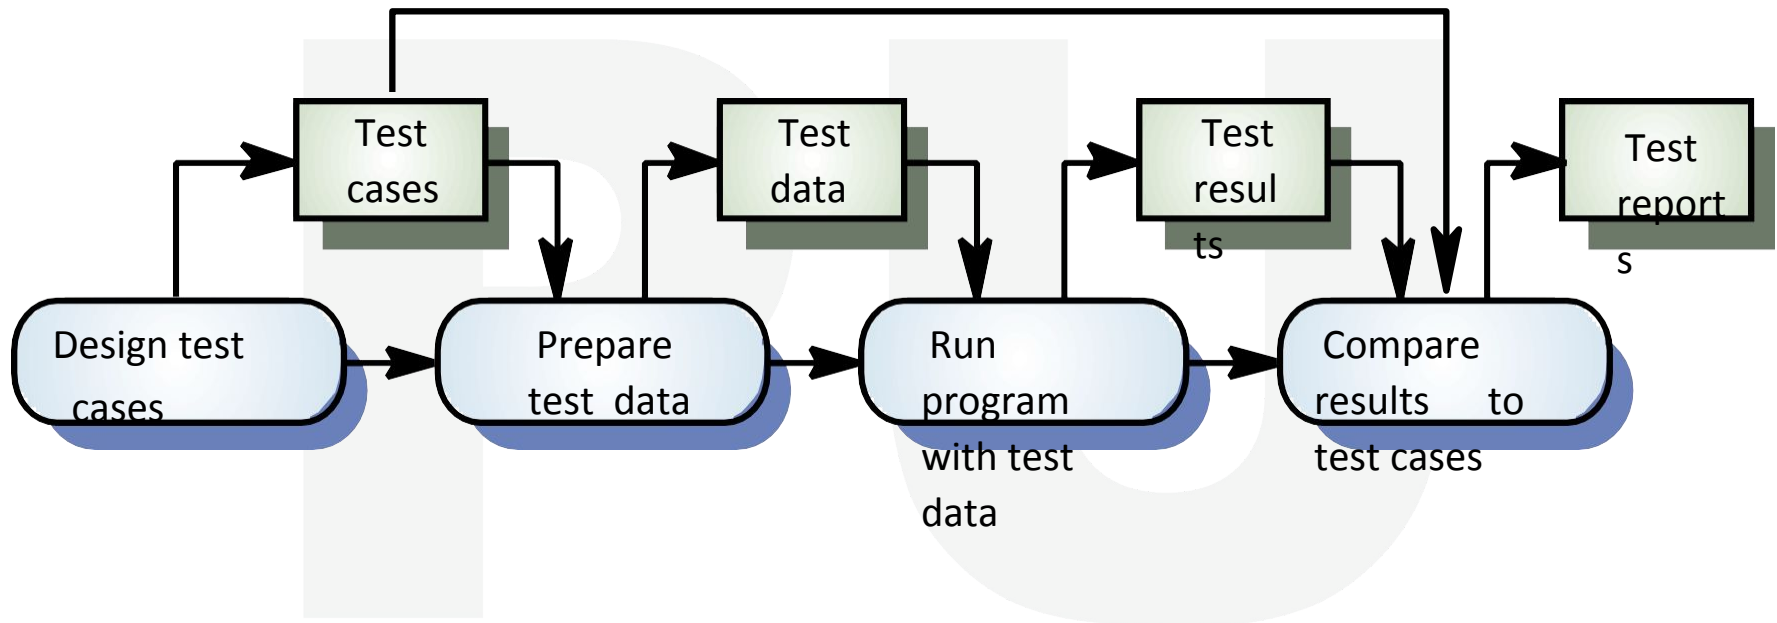 Test
cases
Test
data
Test
resul
ts
Test
report
s
Design test
cases
Prepare
test data
Run
program
with test
data
Compare
results to
test cases
PU